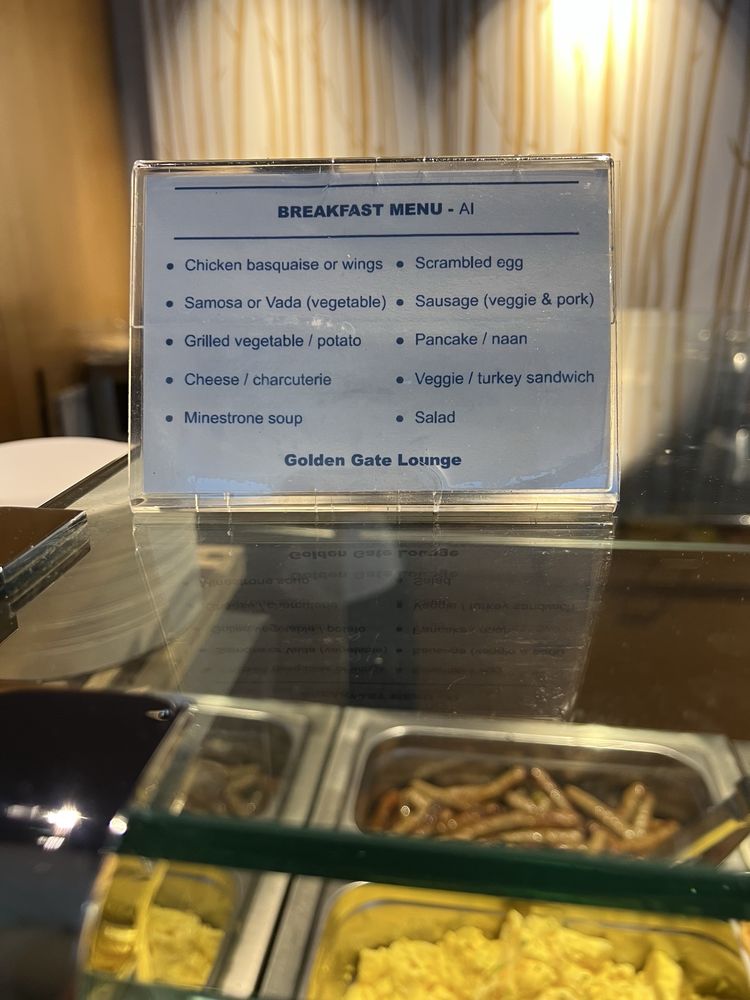 BREAKFAST MENU - AI
• Chicken basquaise or wings
• Samosa or Vada (vegetable)
• Grilled vegetable / potato
• Cheese / charcuterie
• Minestrone soup
• Scrambled egg
• Sausage (veggie & pork)
• Pancake / naan
• Veggie / turkey sandwich
• Salad
Golden Gate Lounge